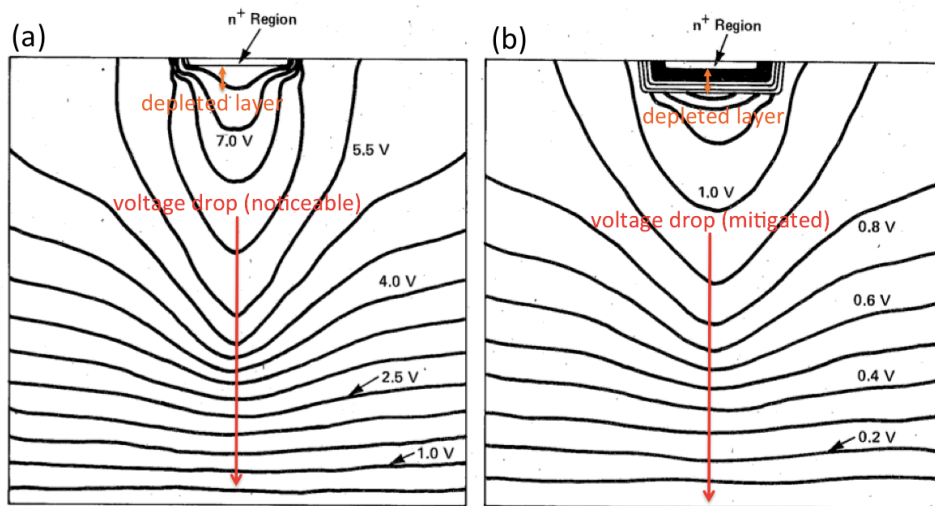 (a)
n+ Region
depleted layer
7.0 V
5.5 V
voltage drop (noticeable)
4.0 V
2.5 V
1.0 V
(b)
n+ Region
depleted layer
1.0 V
voltage drop (mitigated)
0.8 V
0.6 V
0.4 V
0.2 V